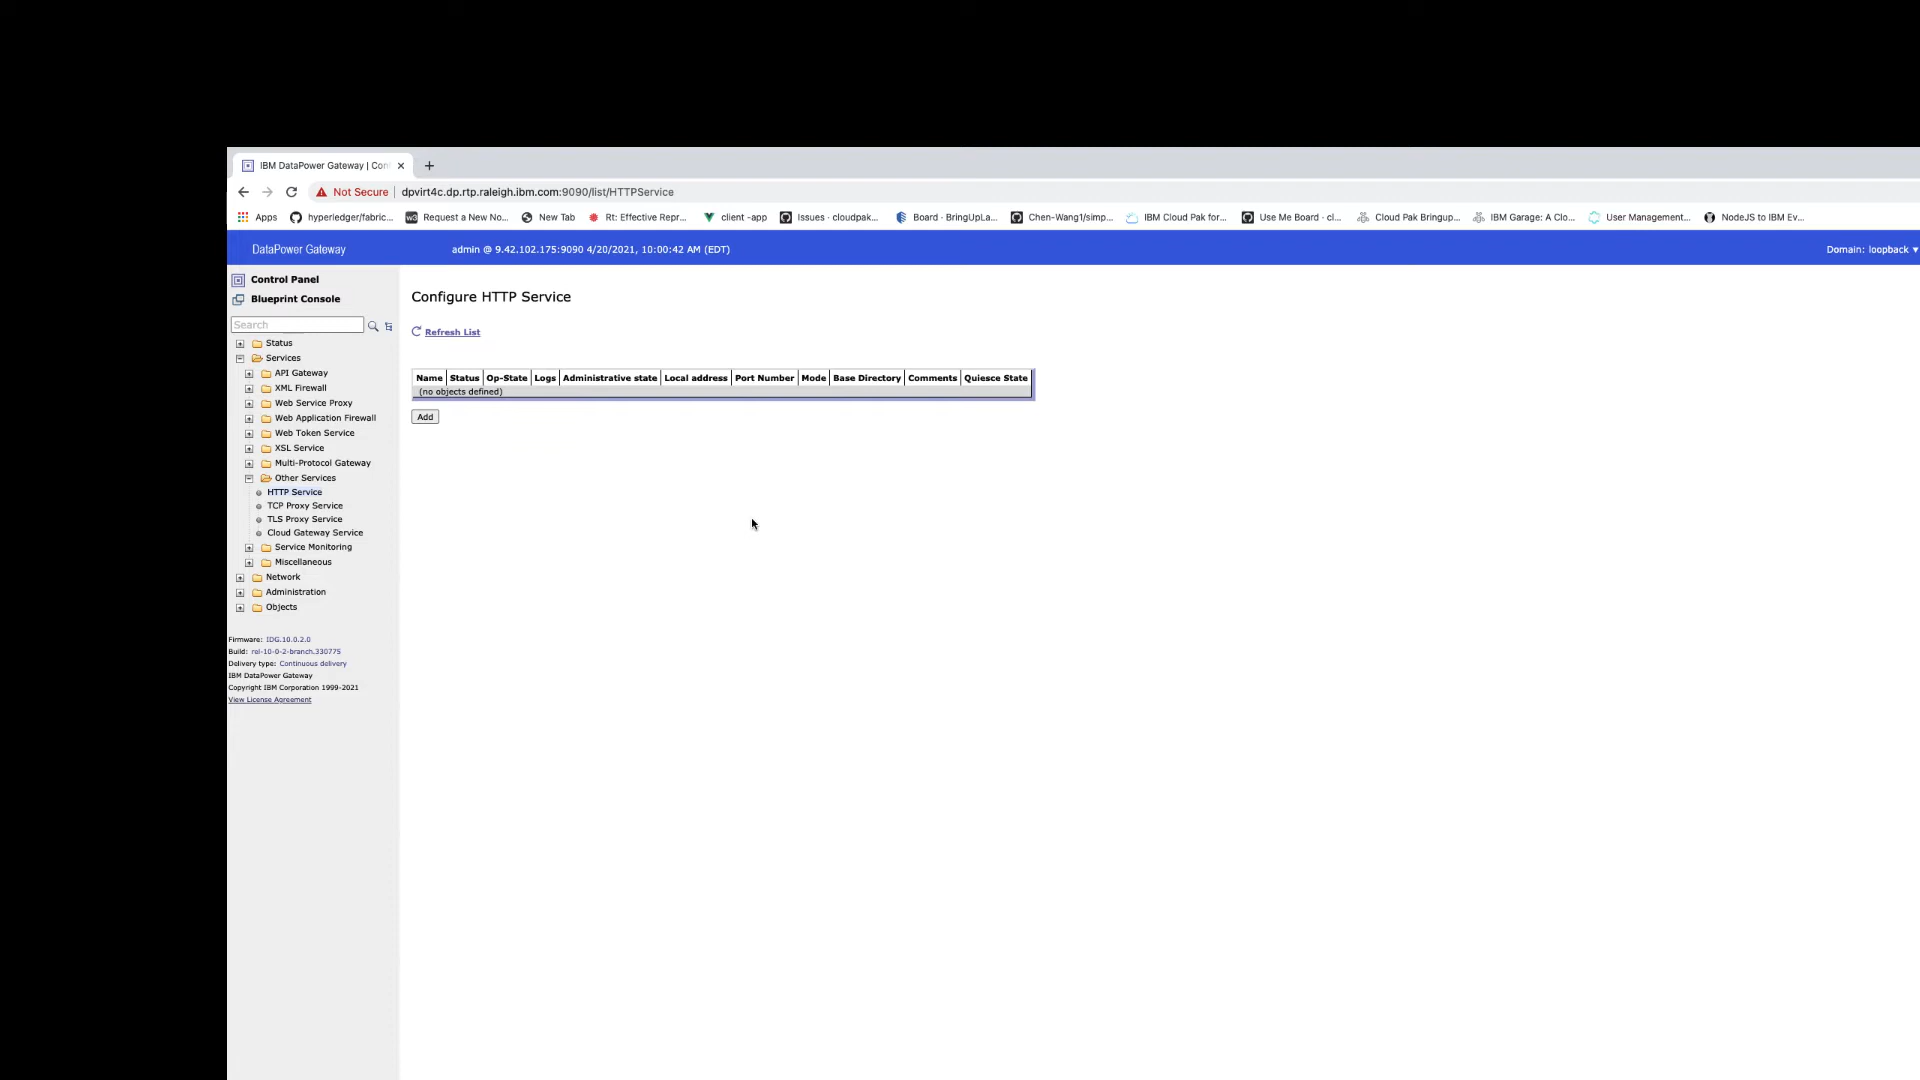 IBM DataPower Gateway | Con
Not Secure | dpvirt4c.dp.rtp.raleigh.ibm.com:9090/list/HTTPService
Apps hyperledger/fabric... Request a New No... New Tab Rt: Effective Repr... client -app Issues · cloudpak... Board · BringUpLa... Chen-Wang1/simp... IBM Cloud Pak for... Use Me Board · cl... Cloud Pak Bringup... IBM Garage: A Clo... User Management... NodeJS to IBM Ev...
DataPower Gateway admin @ 9.42.102.175:9090 4/20/2021, 10:00:42 AM (EDT) Domain: loopback
Control Panel
Blueprint Console
Search
Status
Services
API Gateway
XML Firewall
Web Service Proxy
Web Application Firewall
Web Token Service
XSL Service
Multi-Protocol Gateway
Other Services
HTTP Service
TCP Proxy Service
TLS Proxy Service
Cloud Gateway Service
Service Monitoring
Miscellaneous
Network
Administration
Objects
Firmware: IDG.10.0.2.0
Build: rel-10-0-2-branch.330775
Delivery type: Continuous delivery
IBM DataPower Gateway
Copyright IBM Corporation 1999-2021
View License Agreement
Configure HTTP Service
Refresh List
Name Status Op-State Logs Administrative state Local address Port Number Mode Base Directory Comments Quiesce State
(no objects defined)
Add